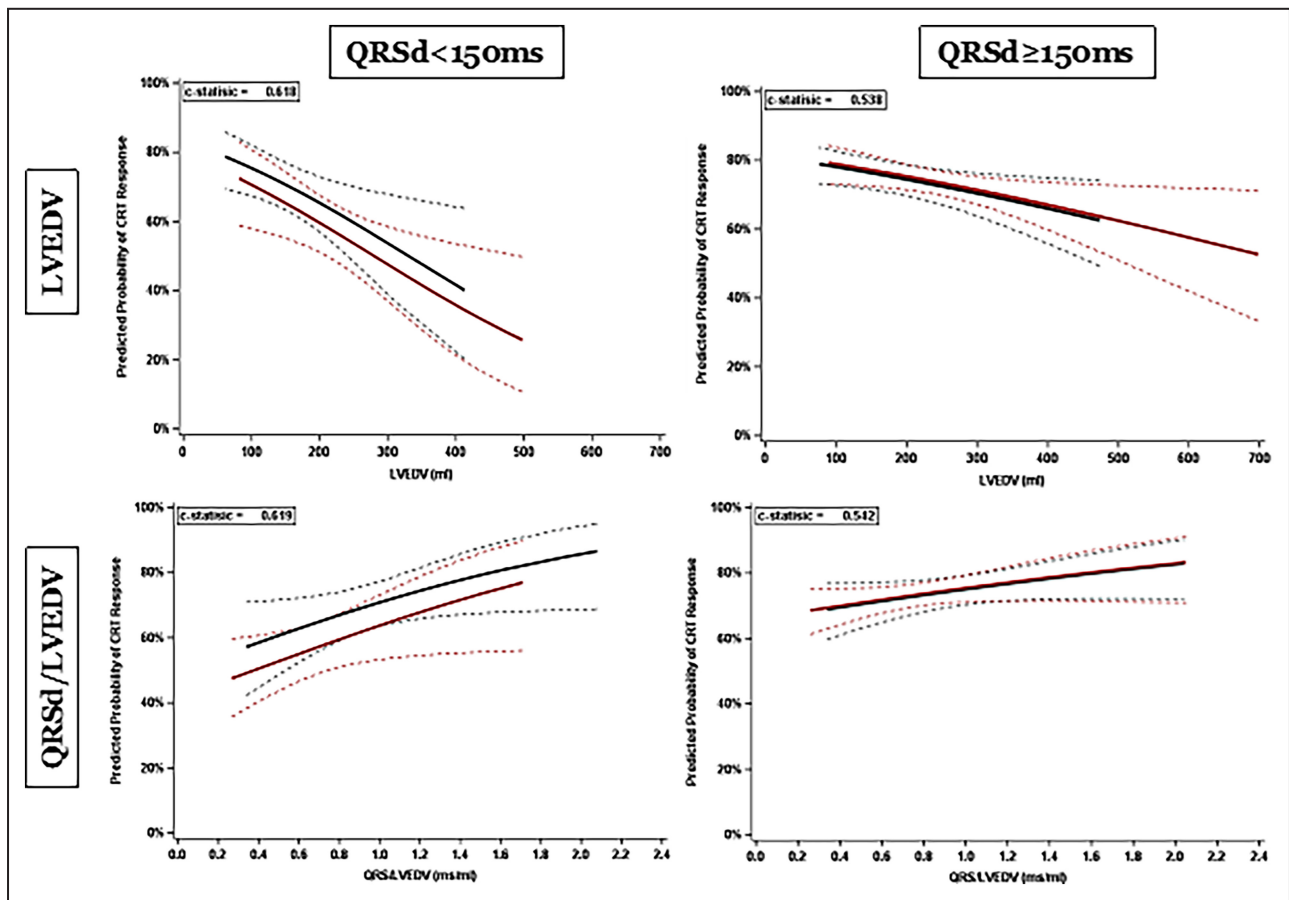 QRSd<150ms
QRSd≥150ms
LVEDV
c-statisic = 0.618
Predicted Probability of CRT Response
100%
80%
60%
40%
20%
0%
0 100 200 300 400 500 600 700
LVEDV (ml)
c-statisic = 0.538
Predicted Probability of CRT Response
100%
80%
60%
40%
20%
0%
0 100 200 300 400 500 600 700
LVEDV (ml)
QRSd/LVEDV
c-statisic = 0.619
Predicted Probability of CRT Response
100%
80%
60%
40%
20%
0%
0.0 0.2 0.4 0.6 0.8 1.0 1.2 1.4 1.6 1.8 2.0 2.2 2.4
QRS/LVEDV (ms/ml)
c-statisic = 0.542
Predicted Probability of CRT Response
100%
80%
60%
40%
20%
0%
0.0 0.2 0.4 0.6 0.8 1.0 1.2 1.4 1.6 1.8 2.0 2.2 2.4
QRS/LVEDV (ms/ml)